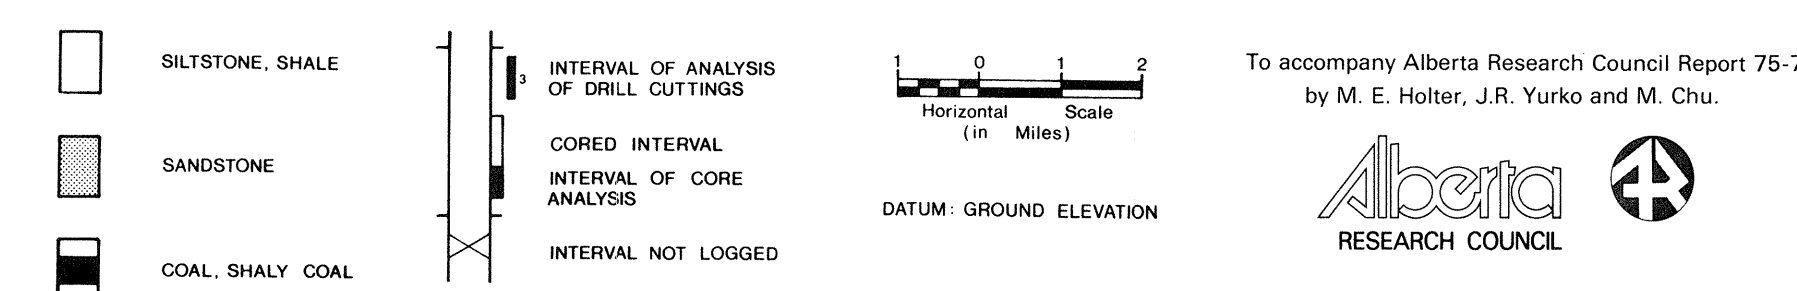 SILTSTONE, SHALE
SANDSTONE
COAL, SHALY COAL
3
INTERVAL OF ANALYSIS
OF DRILL CUTTINGS
CORED INTERVAL
INTERVAL OF CORE
ANALYSIS
INTERVAL NOT LOGGED
1 0 1 2
Horizontal Scale
(in Miles)
DATUM: GROUND ELEVATION
To accompany Alberta Research Council Report 75-7
by M. E. Holter, J.R. Yurko and M. Chu.
Alberta
RESEARCH COUNCIL